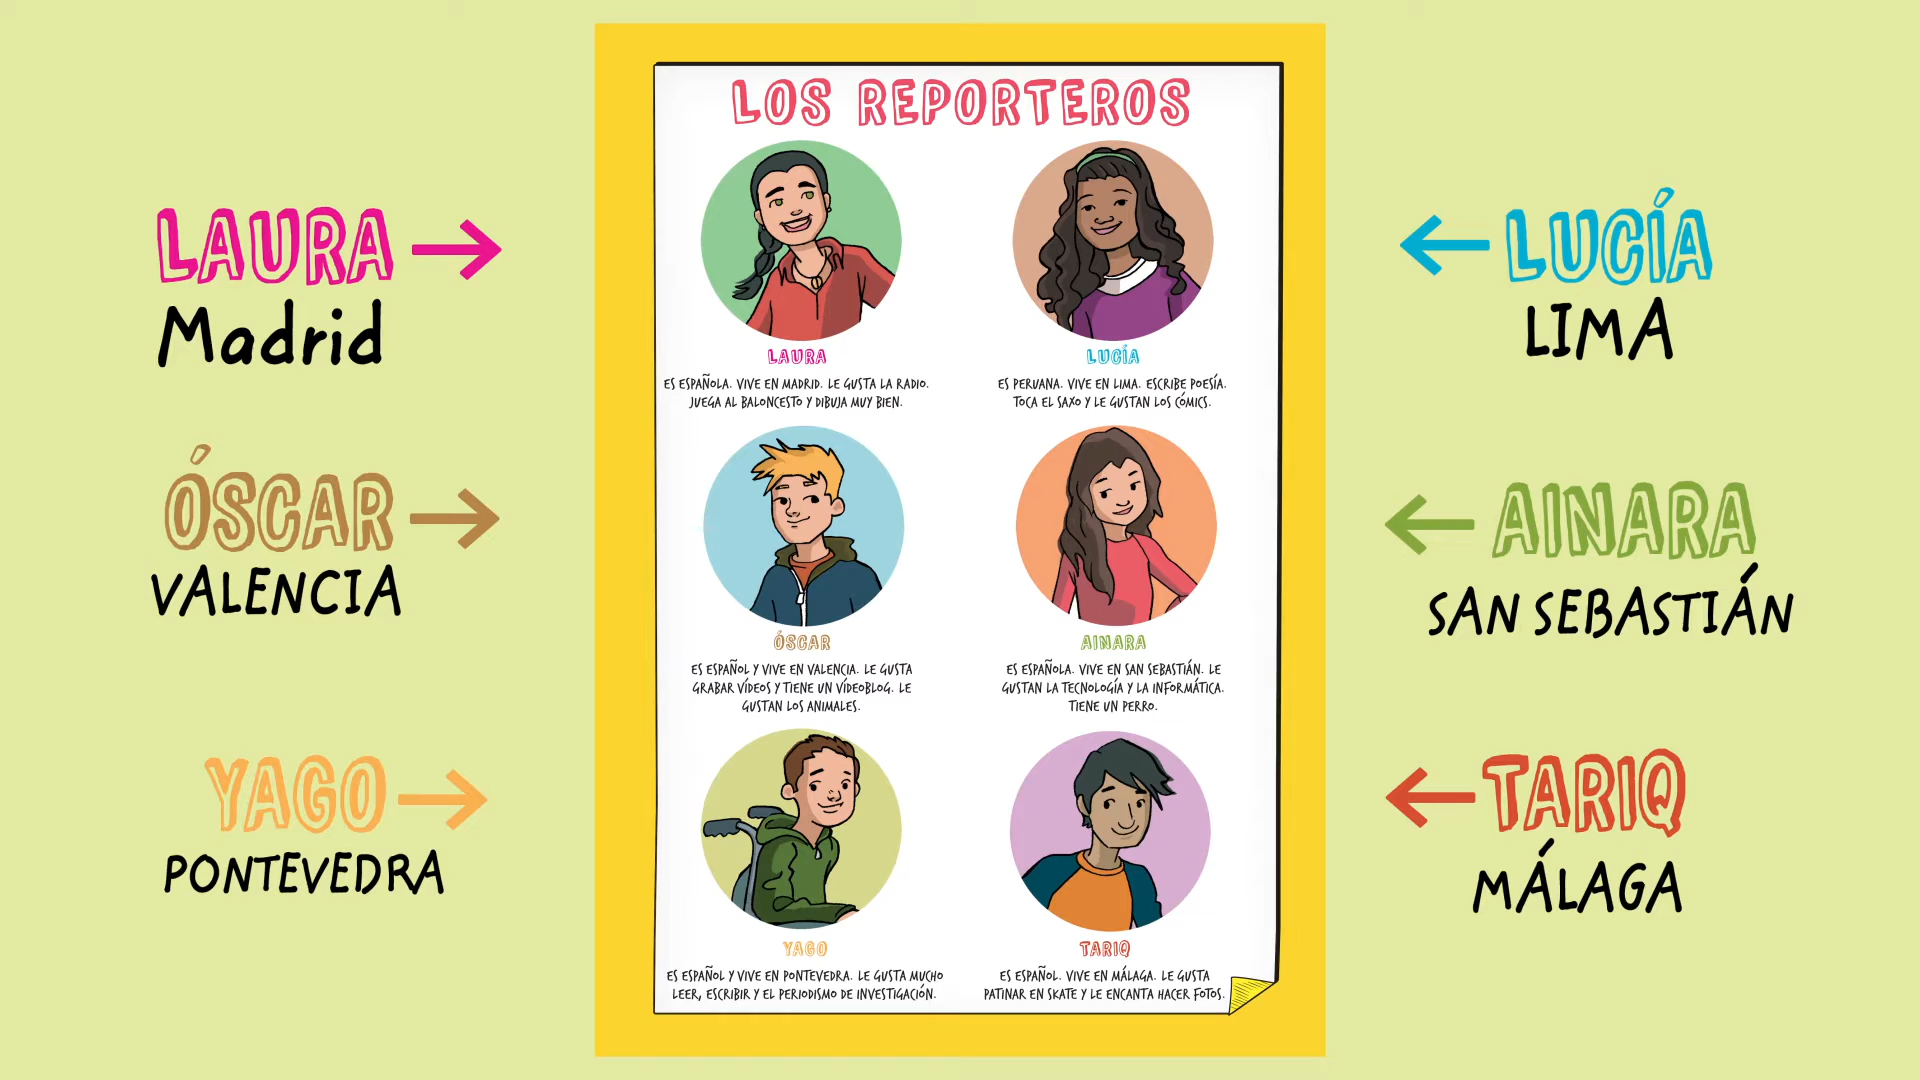 LOS REPORTEROS
LAURA
Madrid
LUCÍA
LIMA
LAURA
ES ESPAÑOLA. VIVE EN MADRID. LE GUSTA LA RADIO.
JUEGA AL BALONCESTO Y DIBUJA MUY BIEN.
LUCÍA
ES PERUANA. VIVE EN LIMA. ESCRIBE POESÍA.
TOCA EL SAXO Y LE GUSTAN LOS CÓMICS.
ÓSCAR
VALENCIA
AINARA
SAN SEBASTIÁN
ÓSCAR
ES ESPAÑOL Y VIVE EN VALENCIA. LE GUSTA
GRABAR VÍDEOS Y TIENE UN VÍDEOBLOG. LE
GUSTAN LOS ANIMALES.
AINARA
ES ESPAÑOLA. VIVE EN SAN SEBASTIÁN. LE
GUSTAN LA TECNOLOGÍA Y LA INFORMÁTICA.
TIENE UN PERRO.
YAGO
PONTEVEDRA
TARIQ
MÁLAGA
YAGO
ES ESPAÑOL Y VIVE EN PONTEVEDRA. LE GUSTA MUCHO
LEER, ESCRIBIR Y EL PERIODISMO DE INVESTIGACIÓN.
TARIQ
ES ESPAÑOL. VIVE EN MÁLAGA. LE GUSTA
PATINAR EN SKATE Y LE ENCANTA HACER FOTOS.